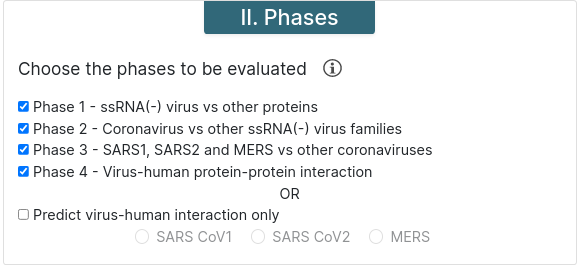 II. Phases
Choose the phases to be evaluated
Phase 1 - ssRNA(-) virus vs other proteins
Phase 2 - Coronavirus vs other ssRNA(-) virus families
Phase 3 - SARS1, SARS2 and MERS vs other coronaviruses
Phase 4 - Virus-human protein-protein interaction
OR
Predict virus-human interaction only
SARS CoV1 SARS CoV2 MERS